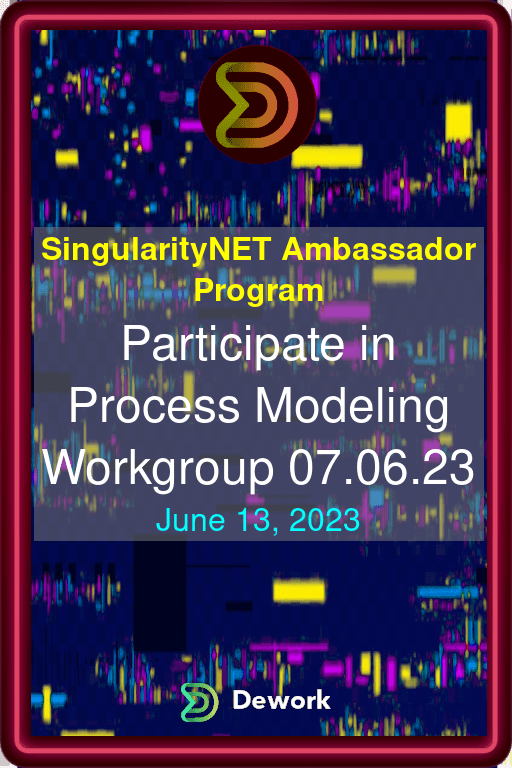 SingularityNET Ambassador
Program
Participate in
Process Modeling
Workgroup 07.06.23
June 13, 2023
Dework